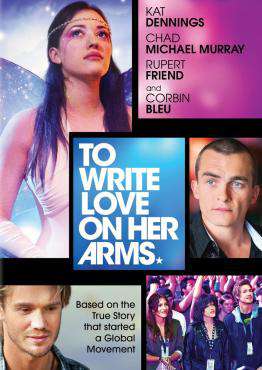 KAT
DENNINGS
CHAD
MICHAEL MURRAY
RUPERT
FRIEND
and
CORBIN
BLEU
TO
WRITE
LOVE
ON HER
ARMS.
Based on the
True Story
that started
a Global
Movement